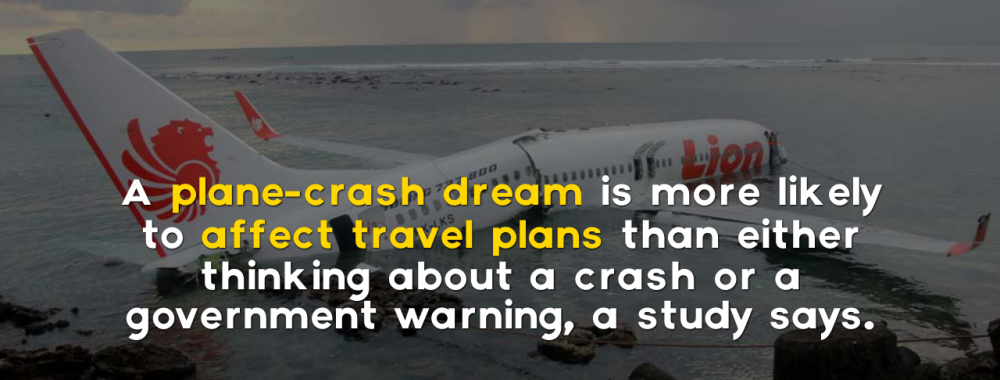 Lion
A plane-crash dream is more likely
to affect travel plans than either
thinking about a crash or a
government warning, a study says.